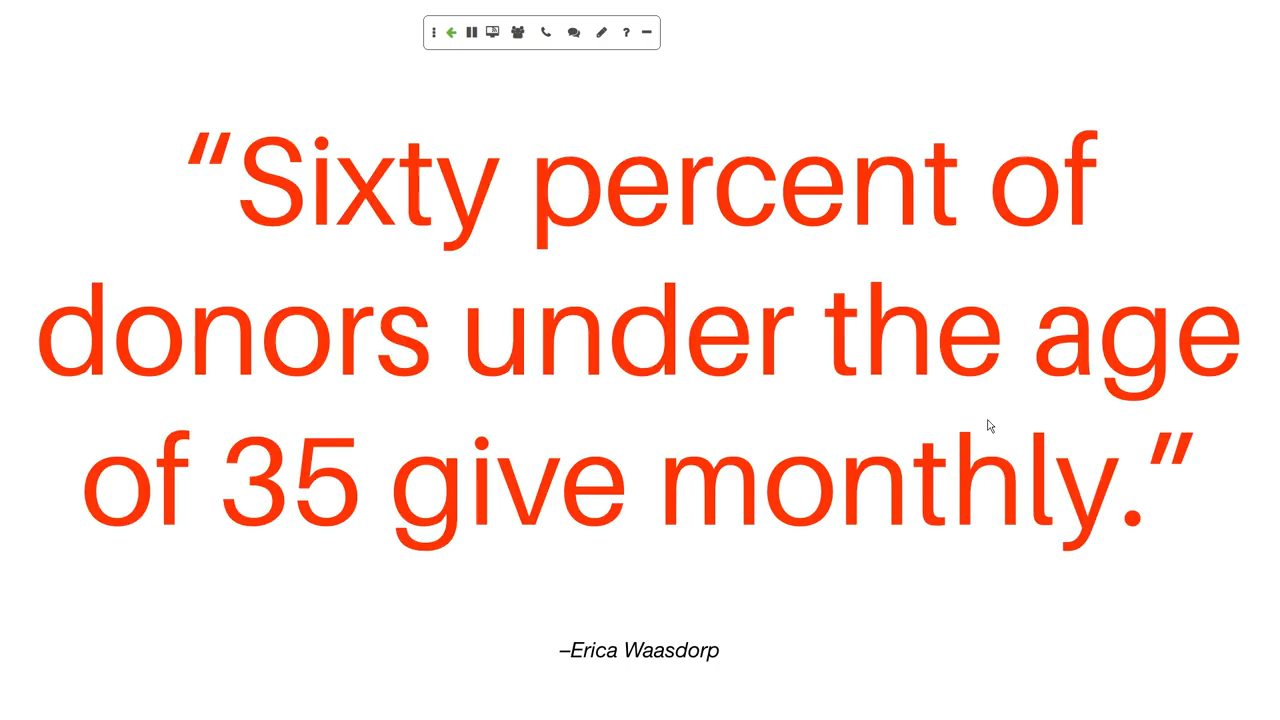 “Sixty percent of
donors under the age
of 35 give monthly.”
–Erica Waasdorp